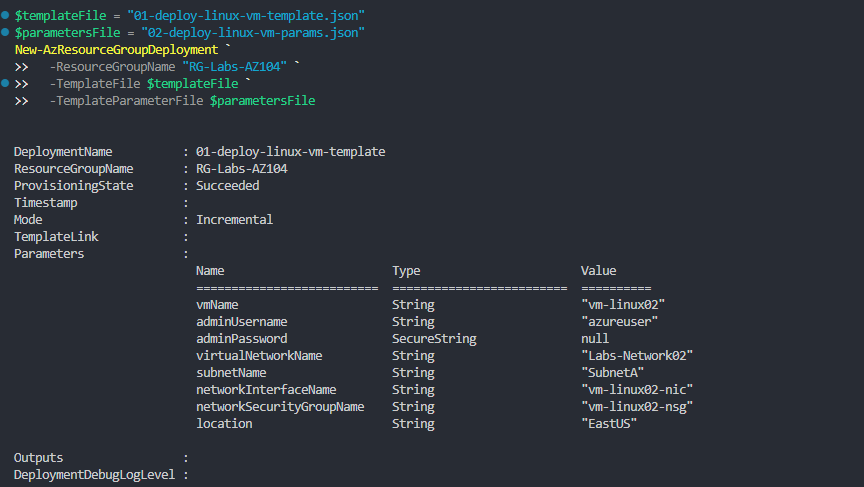 $templateFile = "01-deploy-linux-vm-template.json"
$parametersFile = "02-deploy-linux-vm-params.json"
New-AzResourceGroupDeployment `
>>   -ResourceGroupName "RG-Labs-AZ104" `
>>   -TemplateFile $templateFile `
>>   -TemplateParameterFile $parametersFile
DeploymentName          : 01-deploy-linux-vm-template
ResourceGroupName       : RG-Labs-AZ104
ProvisioningState       : Succeeded
Timestamp               :
Mode                    : Incremental
TemplateLink            :
Parameters              :
Name                        Type                       Value
==========================  =========================  ==========
vmName                      String                     "vm-linux02"
adminUsername               String                     "azureuser"
adminPassword               SecureString               null
virtualNetworkName          String                     "Labs-Network02"
subnetName                  String                     "SubnetA"
networkInterfaceName        String                     "vm-linux02-nic"
networkSecurityGroupName    String                     "vm-linux02-nsg"
location                    String                     "EastUS"
Outputs                 :
DeploymentDebugLogLevel :